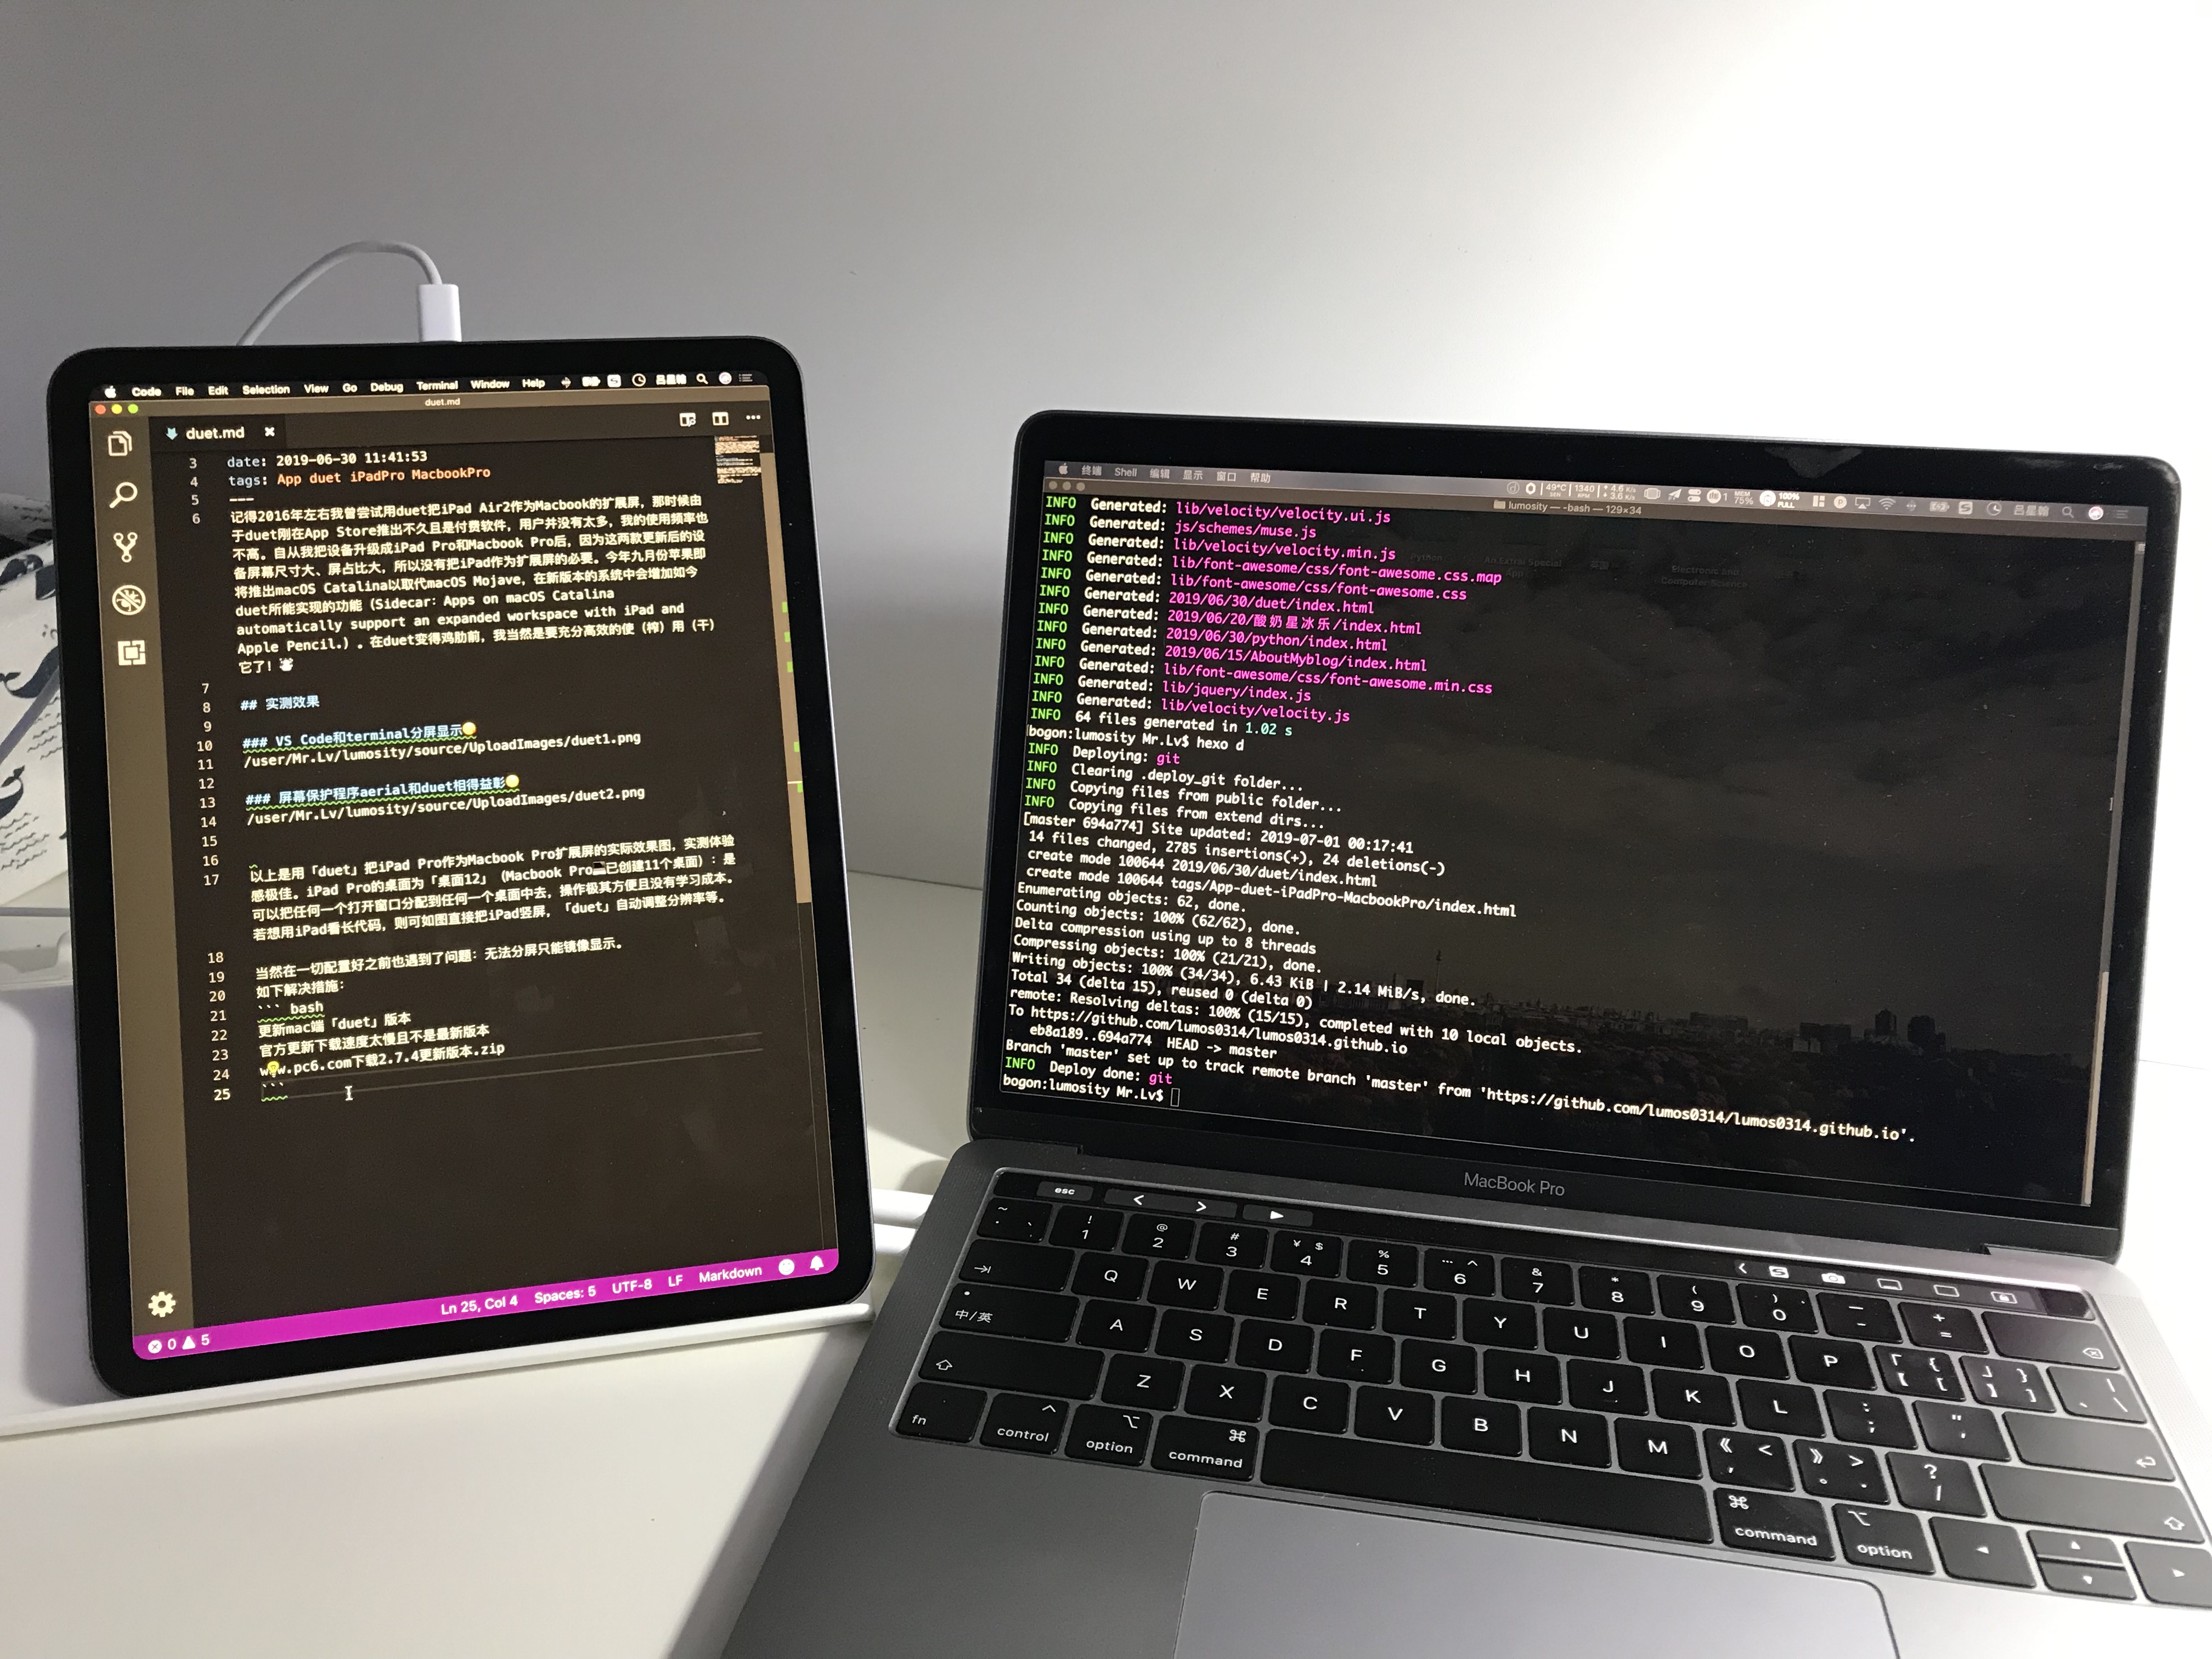 Code File Edit Selection View Go Debug Terminal Window Help 吕星翰
duet.md
duet.md
3 date: 2019-06-30 11:41:53
4 tags: App duet iPadPro MacbookPro
5 ---
6 记得2016年左右我曾尝试用duet把iPad Air2作为Macbook的扩展屏，那时候由
于duet刚在App Store推出不久且是付费软件，用户并没有太多，我的使用频率也
不高。自从我把设备升级成iPad Pro和Macbook Pro后，因为这两款更新后的设
备屏幕尺寸大、屏占比大，所以没有把iPad作为扩展屏的必要。今年九月份苹果即
将推出macOS Catalina以取代macOS Mojave，在新版本的系统中会增加如今
duet所能实现的功能（Sidecar：Apps on macOS Catalina
automatically support an expanded workspace with iPad and
Apple Pencil.）。在duet变得鸡肋前，我当然是要充分高效的使（榨）用（干）
它了！
7
8 ## 实测效果
9
10 ### VS Code和terminal分屏显示
11 /user/Mr.Lv/lumosity/source/UploadImages/duet1.png
12
13 ### 屏幕保护程序aerial和duet相得益彰
14 /user/Mr.Lv/lumosity/source/UploadImages/duet2.png
15
16
17 以上是用「duet」把iPad Pro作为Macbook Pro扩展屏的实际效果图，实测体验
感极佳。iPad Pro的桌面为「桌面12」（Macbook Pro已创建11个桌面）：是
可以把任何一个打开窗口分配到任何一个桌面中去，操作极其方便且没有学习成本。
若想用iPad看长代码，则可如图直接把iPad竖屏，「duet」自动调整分辨率等。
18
19 当然在一切配置好之前也遇到了问题：无法分屏只能镜像显示。
20 如下解决措施：
21 ``` bash
22 更新mac端「duet」版本
23 官方更新下载速度太慢且不是最新版本
24 www.pc6.com下载2.7.4更新版本.zip
25 ```
0 5 Ln 25, Col 4 Spaces: 5 UTF-8 LF Markdown
终端 Shell 编辑 显示 窗口 帮助 49°C 1340 4.6 K/s 3.6 K/s 1 MEM 75% 100% FULL 吕星翰
lumosity — -bash — 129×34
INFO Generated: lib/velocity/velocity.ui.js
INFO Generated: js/schemes/muse.js
INFO Generated: lib/velocity/velocity.min.js
INFO Generated: lib/font-awesome/css/font-awesome.css.map
INFO Generated: lib/font-awesome/css/font-awesome.css
INFO Generated: 2019/06/30/duet/index.html
INFO Generated: 2019/06/20/酸奶星冰乐/index.html
INFO Generated: 2019/06/30/python/index.html
INFO Generated: 2019/06/15/AboutMyblog/index.html
INFO Generated: lib/font-awesome/css/font-awesome.min.css
INFO Generated: lib/jquery/index.js
INFO Generated: lib/velocity/velocity.js
INFO 64 files generated in 1.02 s
bogon:lumosity Mr.Lv$ hexo d
INFO Deploying: git
INFO Clearing .deploy_git folder...
INFO Copying files from public folder...
INFO Copying files from extend dirs...
[master 694a774] Site updated: 2019-07-01 00:17:41
14 files changed, 2785 insertions(+), 24 deletions(-)
create mode 100644 2019/06/30/duet/index.html
create mode 100644 tags/App-duet-iPadPro-MacbookPro/index.html
Enumerating objects: 62, done.
Counting objects: 100% (62/62), done.
Delta compression using up to 8 threads
Compressing objects: 100% (21/21), done.
Writing objects: 100% (34/34), 6.43 KiB | 2.14 MiB/s, done.
Total 34 (delta 15), reused 0 (delta 0)
remote: Resolving deltas: 100% (15/15), completed with 10 local objects.
To https://github.com/lumos0314/lumos0314.github.io
eb8a189..694a774 HEAD -> master
Branch 'master' set up to track remote branch 'master' from 'https://github.com/lumos0314/lumos0314.github.io'.
INFO Deploy done: git
bogon:lumosity Mr.Lv$
MacBook Pro
esc < >
~ ! @ # ¥ $ % … ^ & * ( ) — +
` 1 2 3 4 5 6 7 8 9 0 - =
Q W E R T Y U I O P 「 { 」 }
【 [ 】 ]
中/英 A S D F G H J K L : ; " ' | \
Z X C V B N M 《 < , 》 > 。 . ? /
fn control option command command option